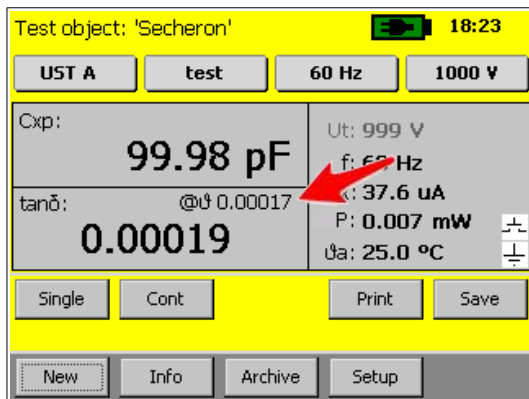 Test object: 'Secheron' 18:23
UST A test 60 Hz 1000 V
Cxp:
99.98 pF
tanδ: @ϑ 0.00017
0.00019
Ut: 999 V
f: Hz
37.6 uA
P: 0.007 mW
ϑa: 25.0 ºC
Single Cont Print Save
New Info Archive Setup